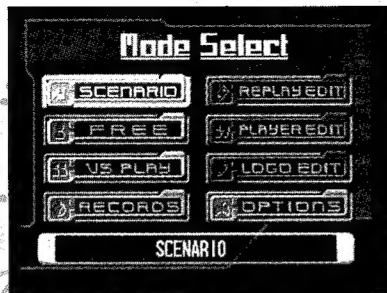 Mode Select
SCENARIO
REPLAY EDIT
FREE
PLAYER EDIT
VS PLAY
LOGO EDIT
RECORDS
OPTIONS
SCENARIO